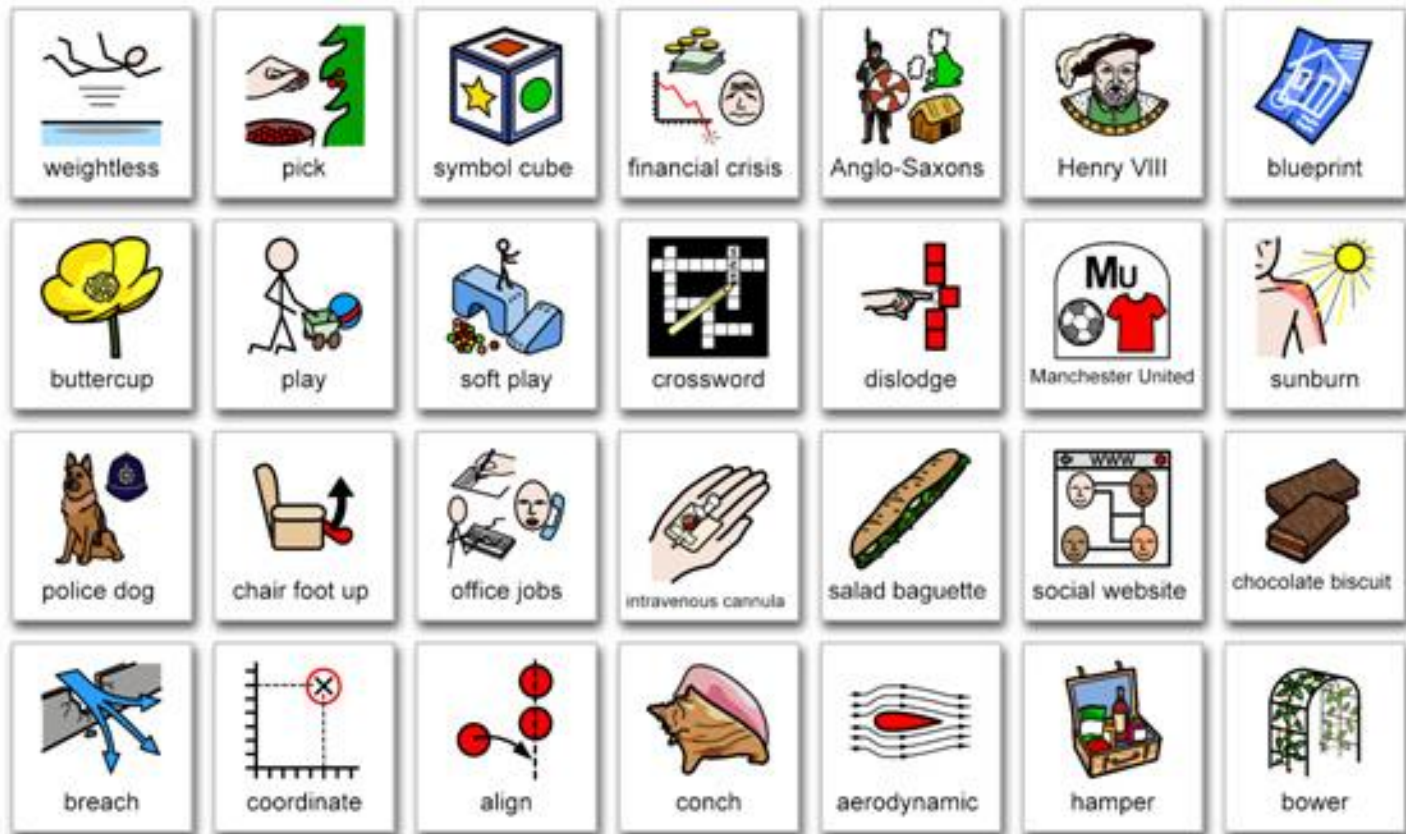 weightless
pick
symbol cube
financial crisis
Anglo-Saxons
Henry VIII
blueprint
buttercup
play
soft play
crossword
dislodge
Mu
Manchester United
sunburn
police dog
chair foot up
office jobs
intravenous cannula
salad baguette
www
social website
chocolate biscuit
breach
coordinate
align
conch
aerodynamic
hamper
bower